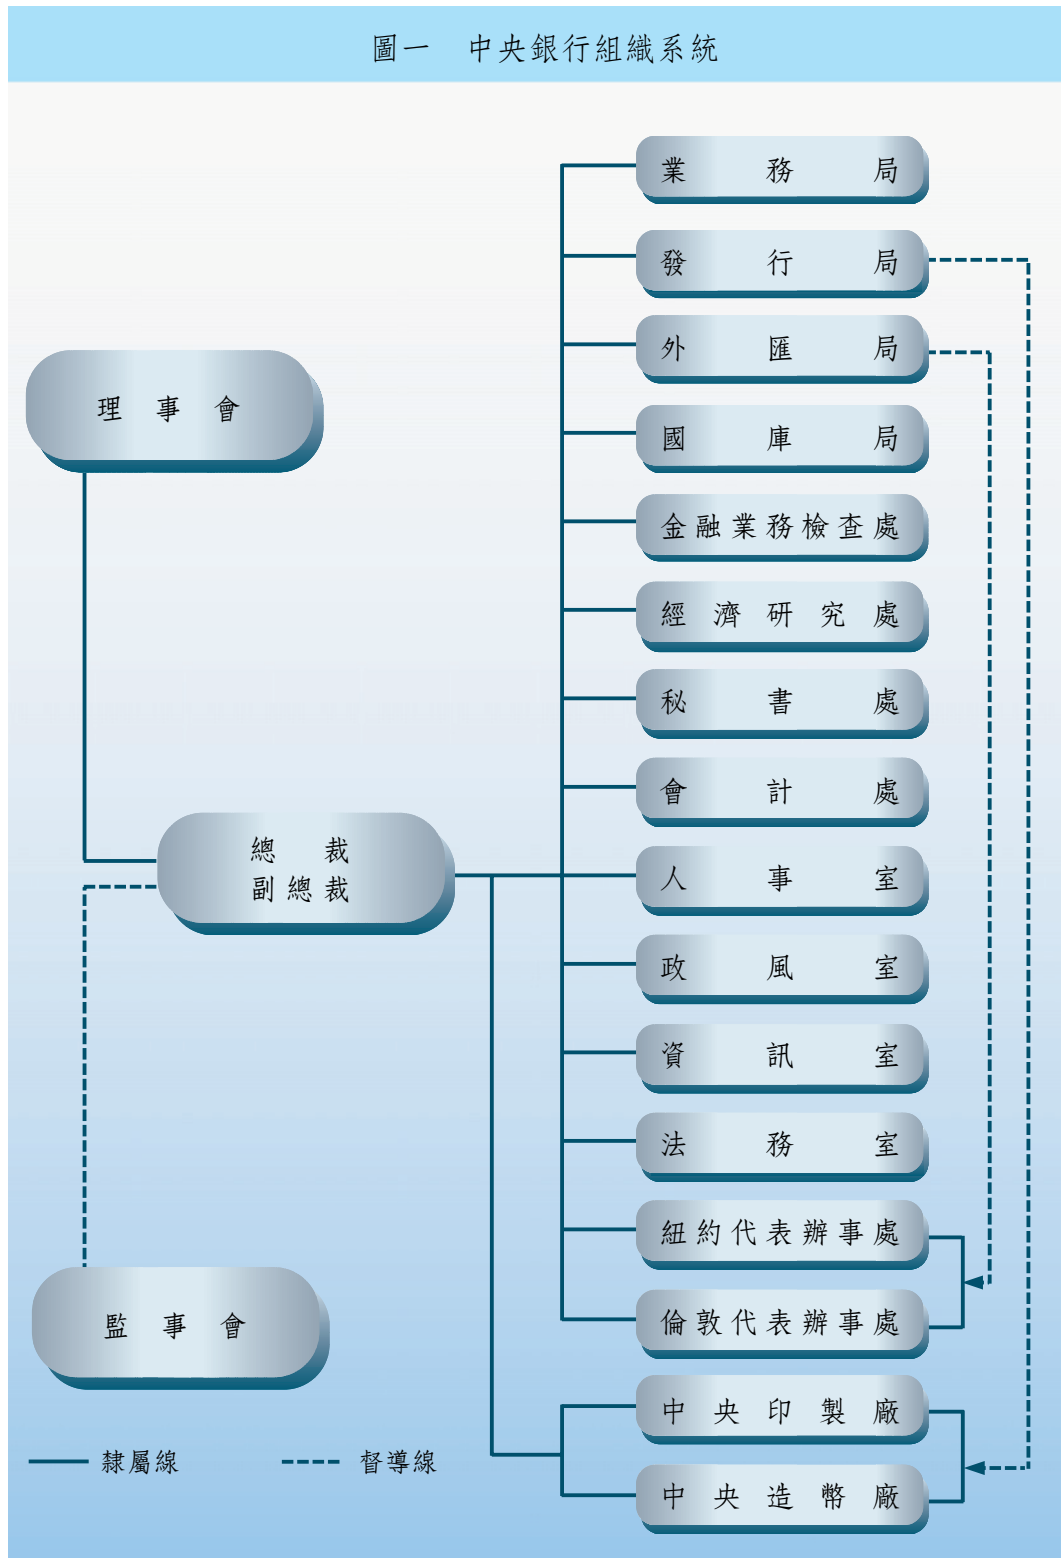 圖一 中央銀行組織系統
業務局
發行局
外匯局
理事會
國庫局
金融業務檢查處
經濟研究處
秘書處
會計處
總裁
副總裁
人事室
政風室
資訊室
法務室
紐約代表辦事處
監事會
倫敦代表辦事處
中央印製廠
隸屬線 督導線
中央造幣廠